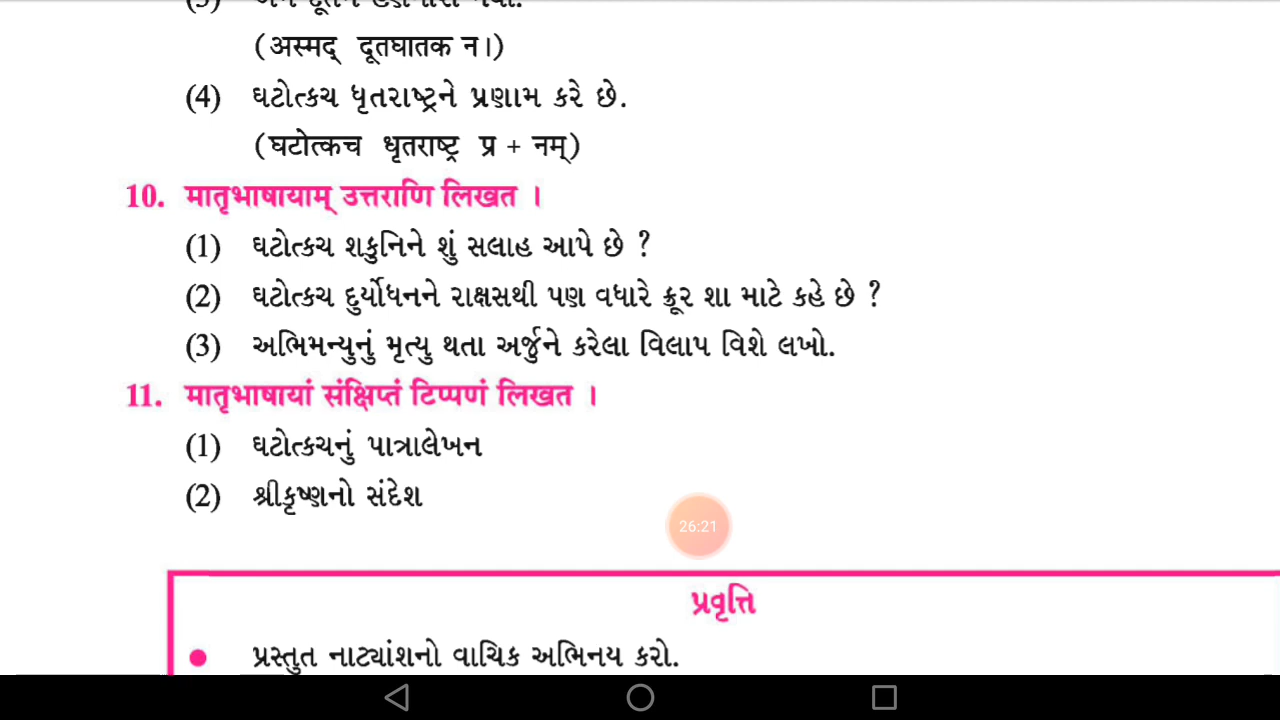 (अस्मद् दूतघातक न।)
(4) ઘટોત્કચ ધૃતરાષ્ટ્રને પ્રણામ કરે છે.
(घटोत्कच धृतराष्ट्र प्र + नम्)
10. मातृभाषायाम् उत्तराणि लिखत ।
(1) ઘટોત્કચ શકુનિને શું સલાહ આપે છે ?
(2) ઘટોત્કચ દુર્યોધનને રાક્ષસથી પણ વધારે ક્રૂર શા માટે કહે છે ?
(3) અભિમન્યુનું મૃત્યુ થતા અર્જુને કરેલા વિલાપ વિશે લખો.
11. मातृभाषायां संक्षिप्तं टिप्पणं लिखत ।
(1) ઘટોત્કચનું પાત્રાલેખન
(2) શ્રીકૃષ્ણનો સંદેશ
26:21
પ્રવૃત્તિ
● પ્રસ્તુત નાટ્યાંશનો વાચિક અભિનય કરો.